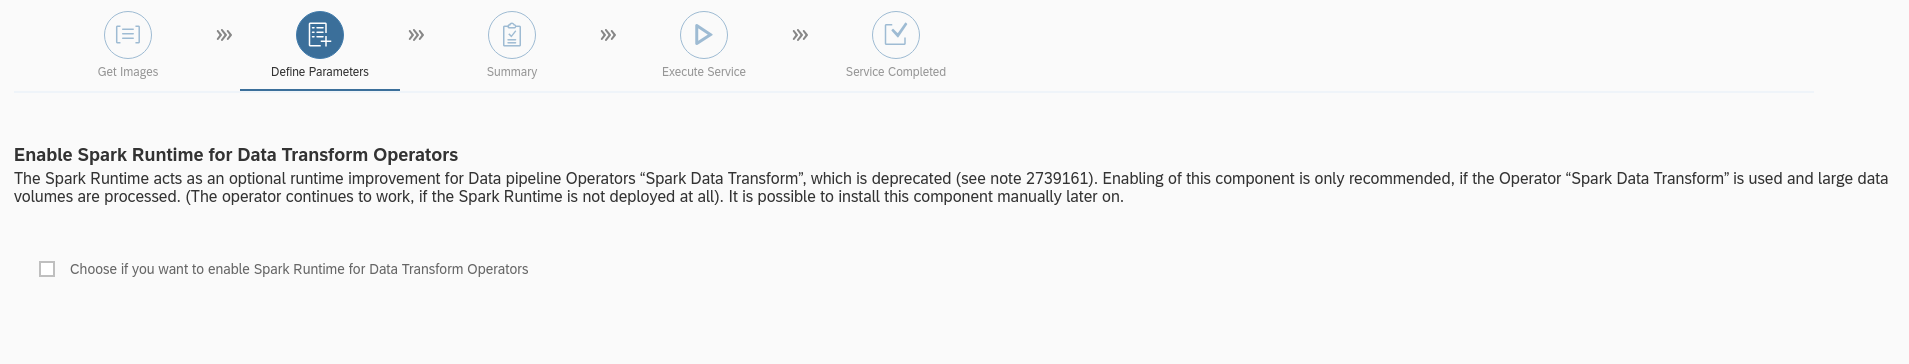 Get Images
Define Parameters
Summary
Execute Service
Service Completed
Enable Spark Runtime for Data Transform Operators
The Spark Runtime acts as an optional runtime improvement for Data pipeline Operators “Spark Data Transform”, which is deprecated (see note 2739161). Enabling of this component is only recommended, if the Operator “Spark Data Transform” is used and large data
volumes are processed. (The operator continues to work, if the Spark Runtime is not deployed at all). It is possible to install this component manually later on.
Choose if you want to enable Spark Runtime for Data Transform Operators